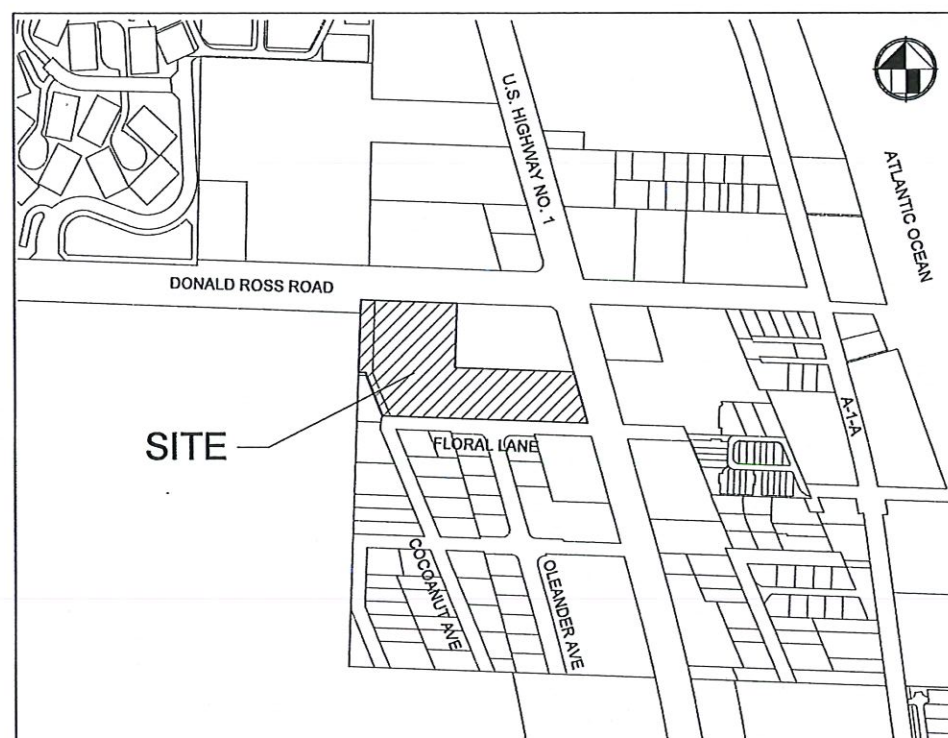 U.S. HIGHWAY NO. 1
ATLANTIC OCEAN
DONALD ROSS ROAD
SITE
FLORAL LANE
A-1-A
COCOANUT AVE
OLEANDER AVE